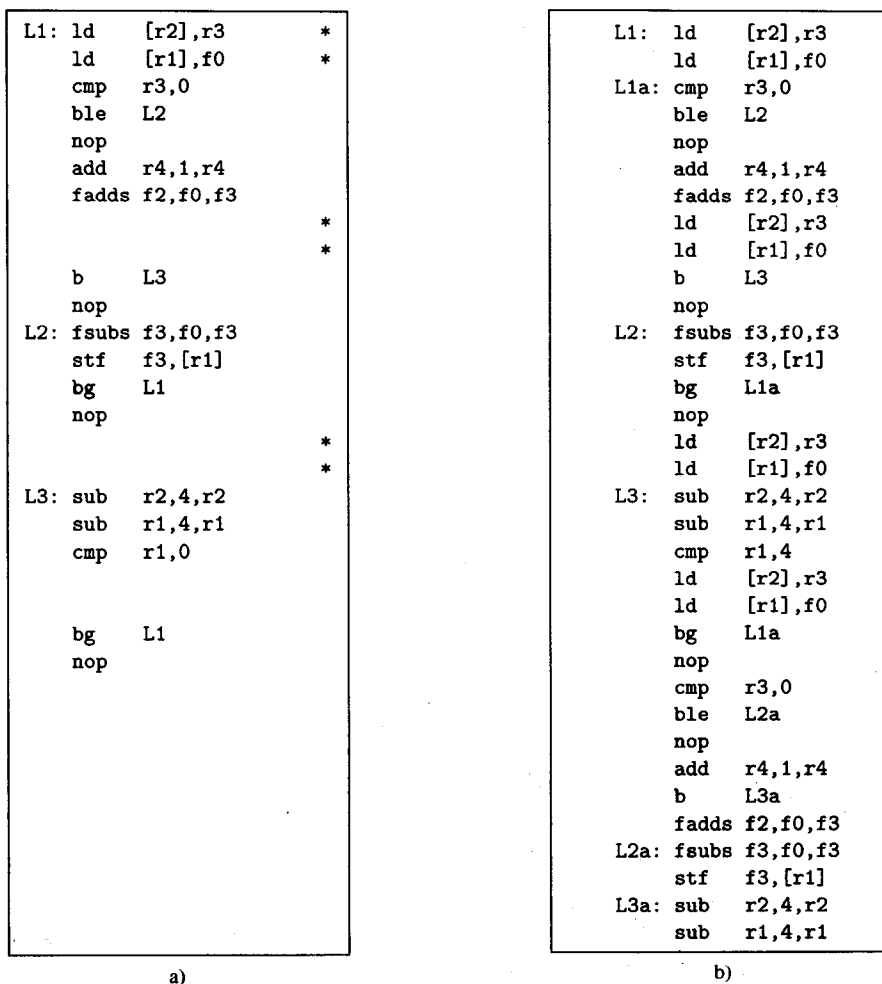 L1: ld [r2],r3 *
ld [r1],f0 *
cmp r3,0
ble L2
nop
add r4,1,r4
fadds f2,f0,f3
*
*
b L3
nop
L2: fsubs f3,f0,f3
stf f3,[r1]
bg L1
nop
*
*
L3: sub r2,4,r2
sub r1,4,r1
cmp r1,0
bg L1
nop
a)
L1: ld [r2],r3
ld [r1],f0
L1a: cmp r3,0
ble L2
nop
add r4,1,r4
fadds f2,f0,f3
ld [r2],r3
ld [r1],f0
b L3
nop
L2: fsubs f3,f0,f3
stf f3,[r1]
bg L1a
nop
ld [r2],r3
ld [r1],f0
L3: sub r2,4,r2
sub r1,4,r1
cmp r1,4
ld [r2],r3
ld [r1],f0
bg L1a
nop
cmp r3,0
ble L2a
nop
add r4,1,r4
b L3a
fadds f2,f0,f3
L2a: fsubs f3,f0,f3
stf f3,[r1]
L3a: sub r2,4,r2
sub r1,4,r1
b)